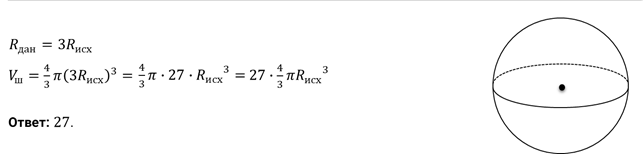 R_дан = 3R_исх
V_ш = 4/3 π(3R_исх)³ = 4/3 π · 27 · R_исх³ = 27 · 4/3 πR_исх³
Ответ: 27.